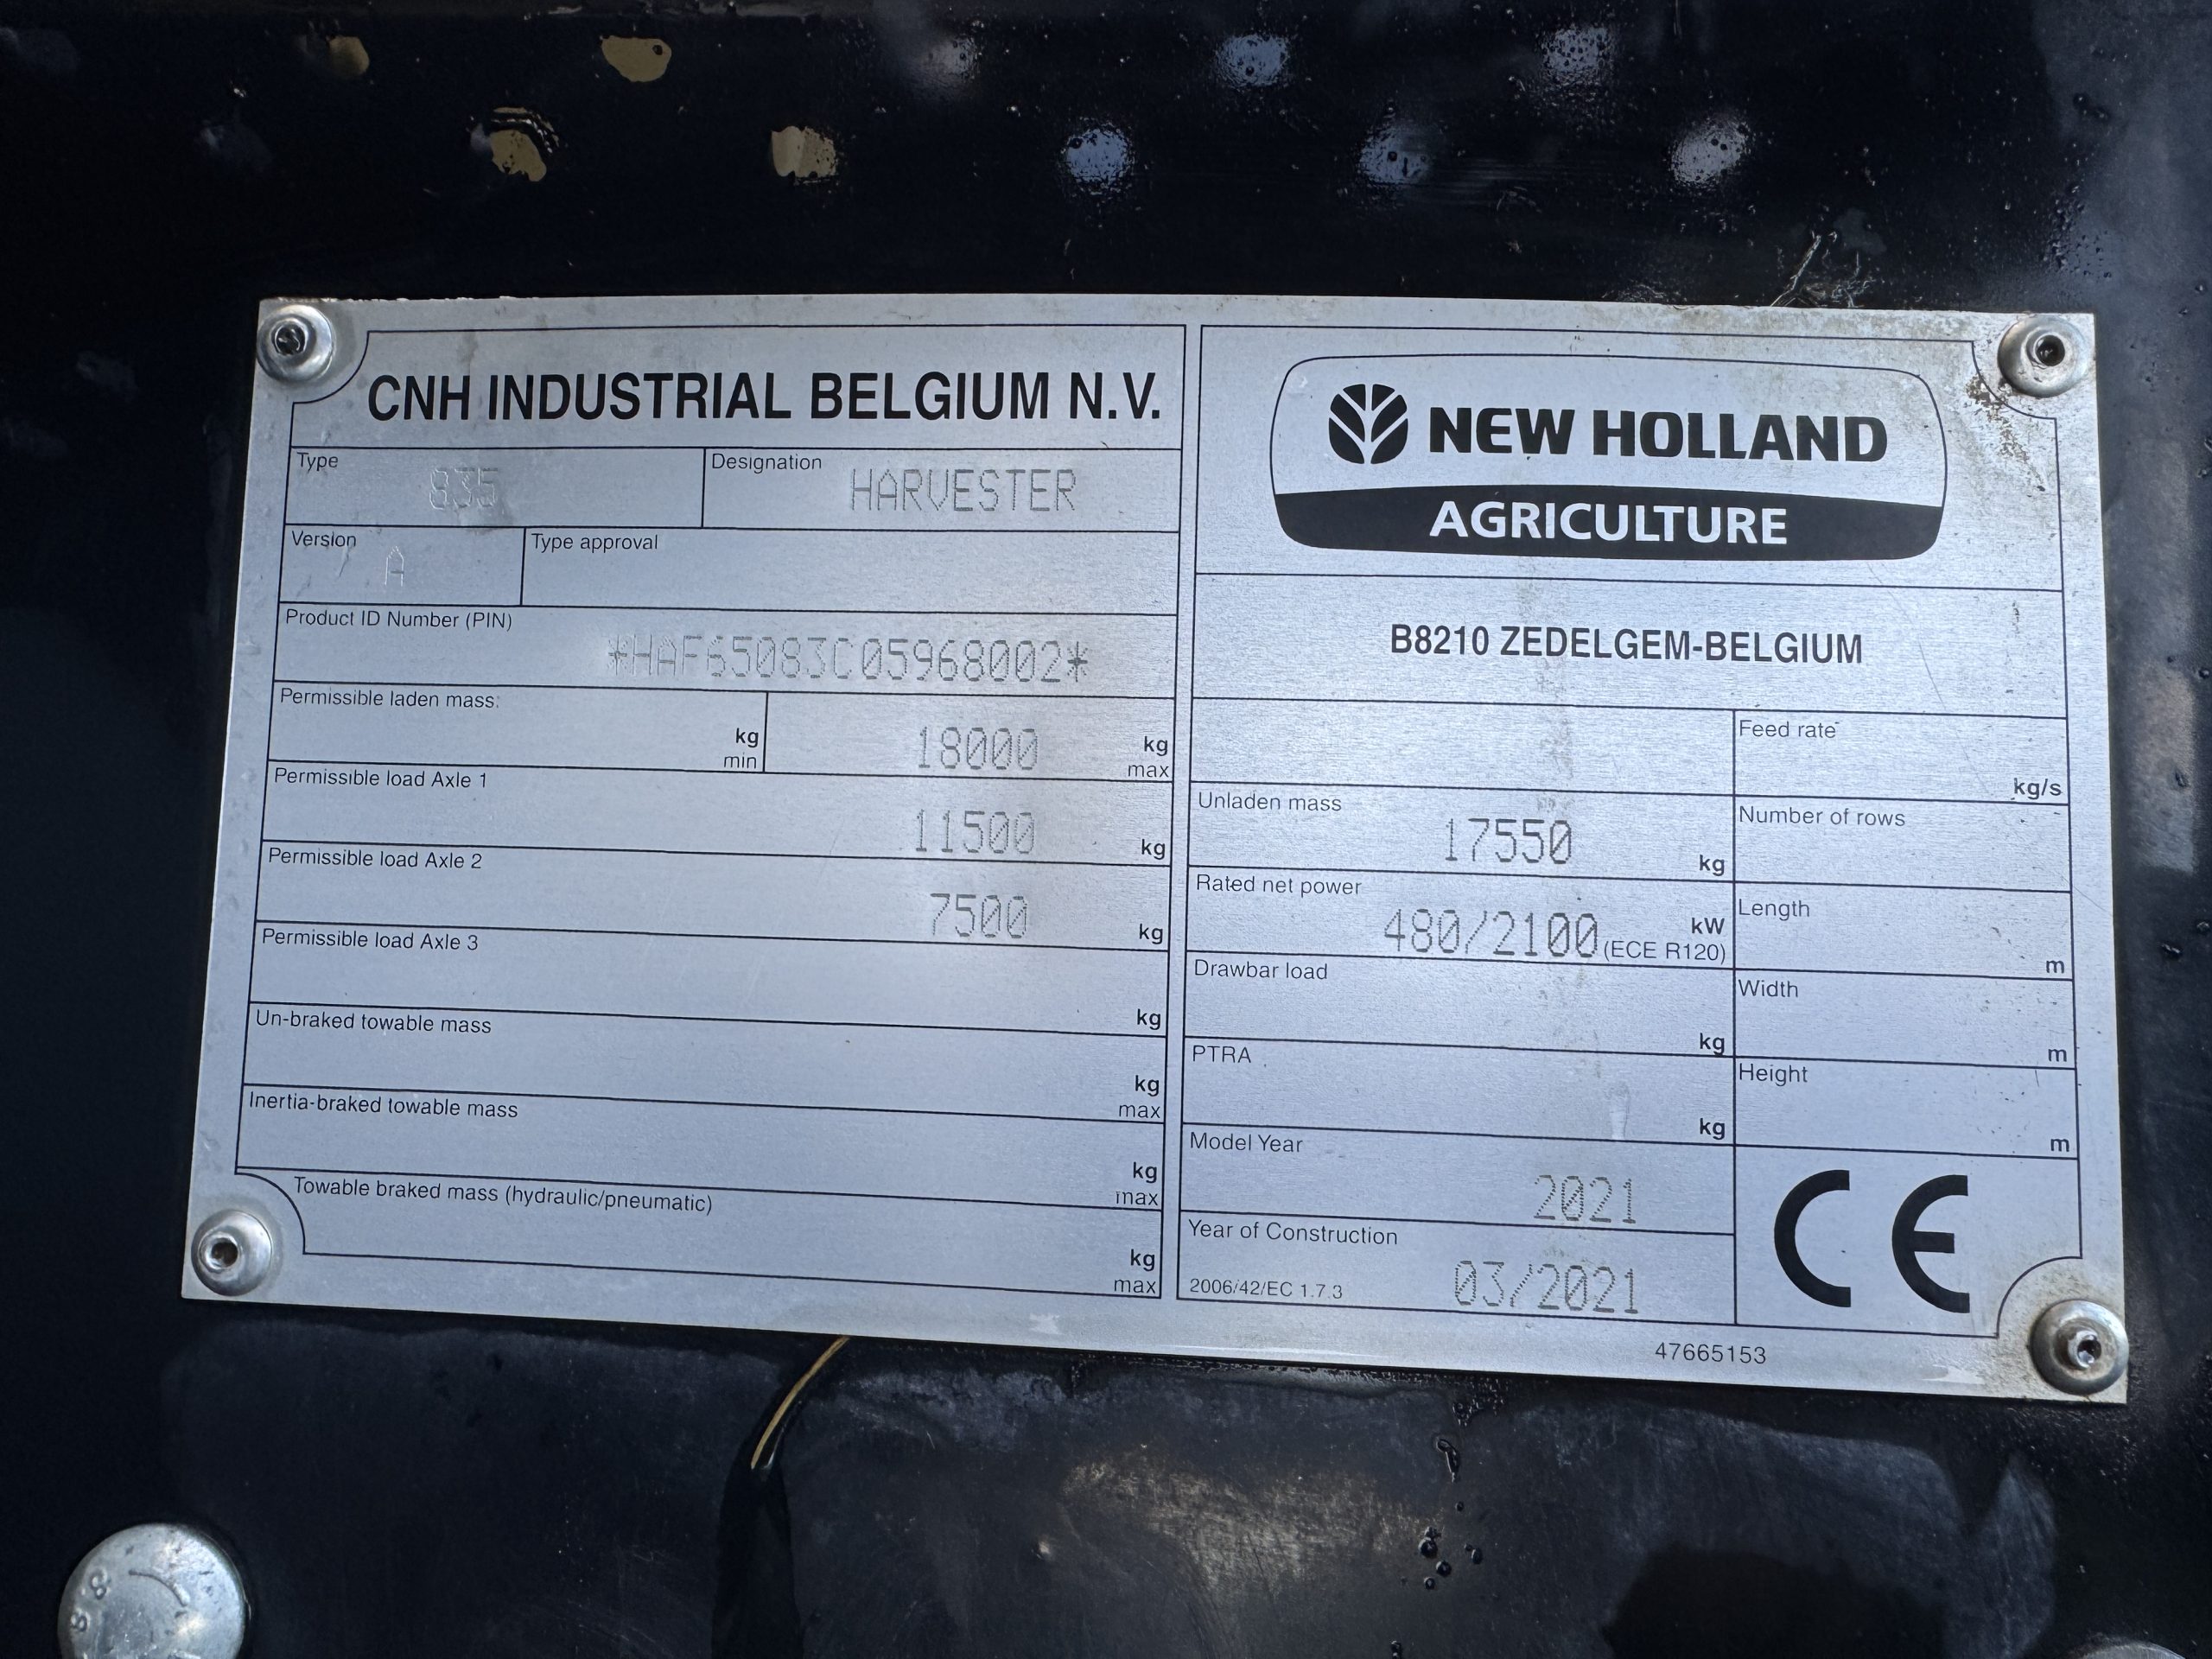 CNH INDUSTRIAL BELGIUM N.V.
Type 835
Designation HARVESTER
Version A
Type approval
Product ID Number (PIN)
*HAF65083C05968002*
Permissible laden mass:
kg min
18000 kg max
Permissible load Axle 1
11500 kg
Permissible load Axle 2
7500 kg
Permissible load Axle 3
kg
Un-braked towable mass
kg max
Inertia-braked towable mass
kg max
Towable braked mass (hydraulic/pneumatic)
kg max
NEW HOLLAND
AGRICULTURE
B8210 ZEDELGEM-BELGIUM
Feed rate
kg/s
Unladen mass
17550 kg
Number of rows
Rated net power
480/2100 kW (ECE R120)
Length
m
Drawbar load
kg
Width
m
PTRA
kg
Height
m
Model Year
2021
Year of Construction
2006/42/EC 1.7.3
03/2021
CE
47665153
8.8